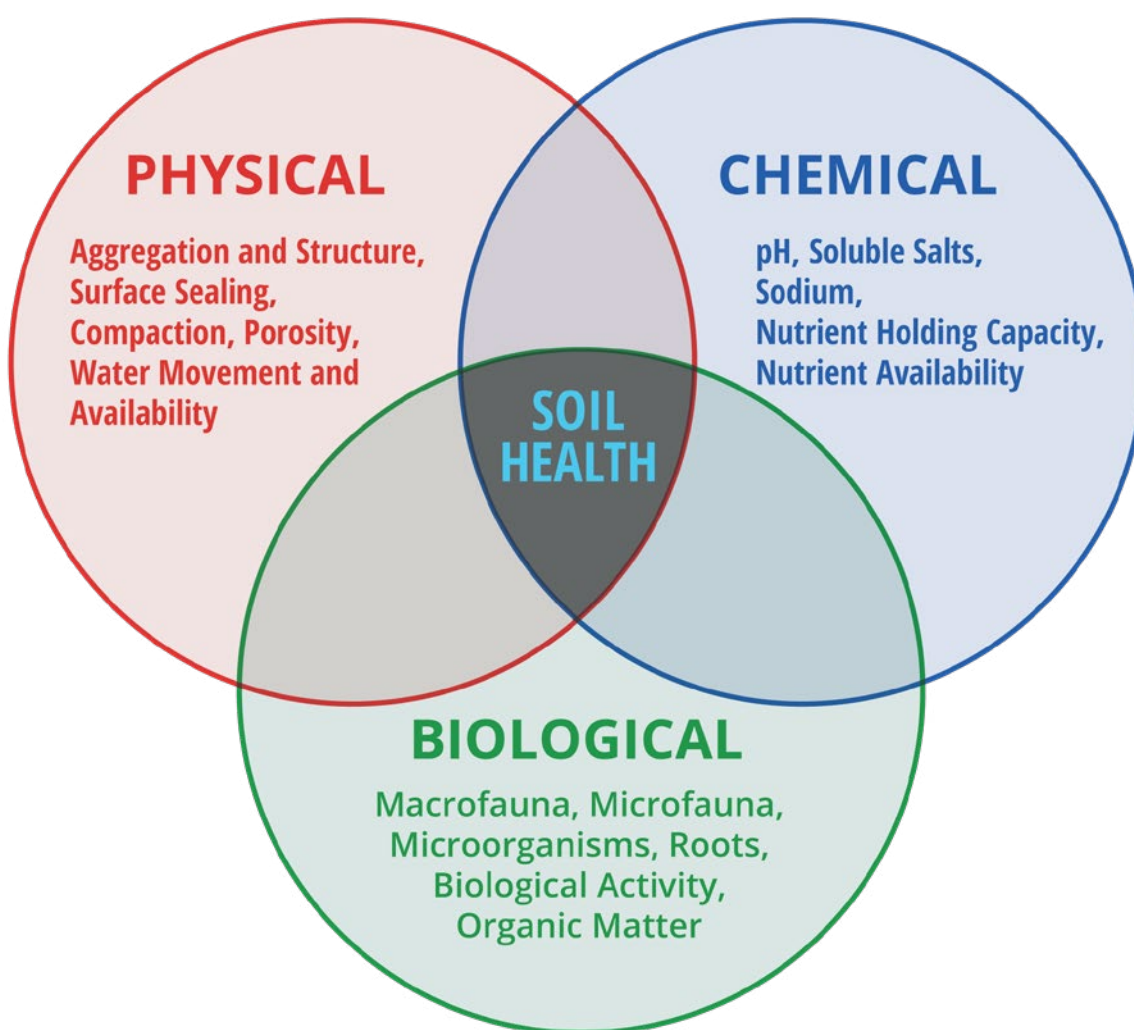 PHYSICAL
Aggregation and Structure,
Surface Sealing,
Compaction, Porosity,
Water Movement and
Availability
CHEMICAL
pH, Soluble Salts,
Sodium,
Nutrient Holding Capacity,
Nutrient Availability
SOIL
HEALTH
BIOLOGICAL
Macrofauna, Microfauna,
Microorganisms, Roots,
Biological Activity,
Organic Matter